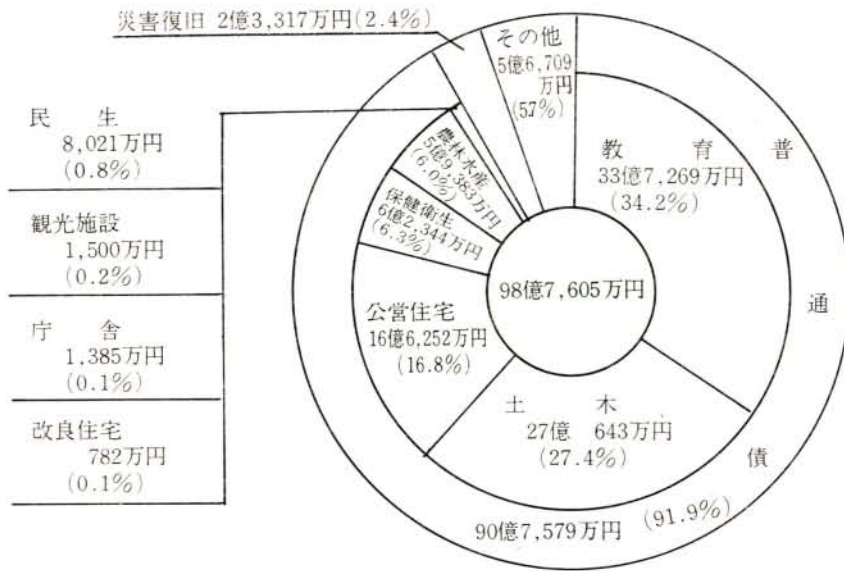 災害復旧 2億3,317万円(2.4%)
その他
5億6,709
万円
(57%)
民 生
8,021万円
(0.8%)
観光施設
1,500万円
(0.2%)
庁 舎
1,385万円
(0.1%)
改良住宅
782万円
(0.1%)
農林水産
5億9,383万円
(6.0%)
保健衛生
6億2,344万円
(6.3%)
公営住宅
16億6,252万円
(16.8%)
土 木
27億 643万円
(27.4%)
教 育
33億7,269万円
(34.2%)
98億7,605万円
普通債
90億7,579万円 (91.9%)